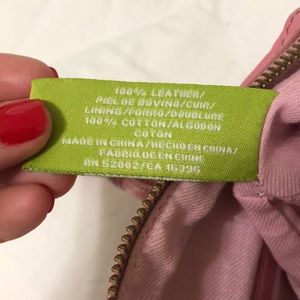 100% LEATHER/
PIEL DE BOVINO/CUIR/
LINING/FORRO/DOUBLURE
100% COTTON/ALGODON
COTON
MADE IN CHINA/HECHO EN CHINA/
FABRIQUE EN CHINA
RN 52002/CA 16396